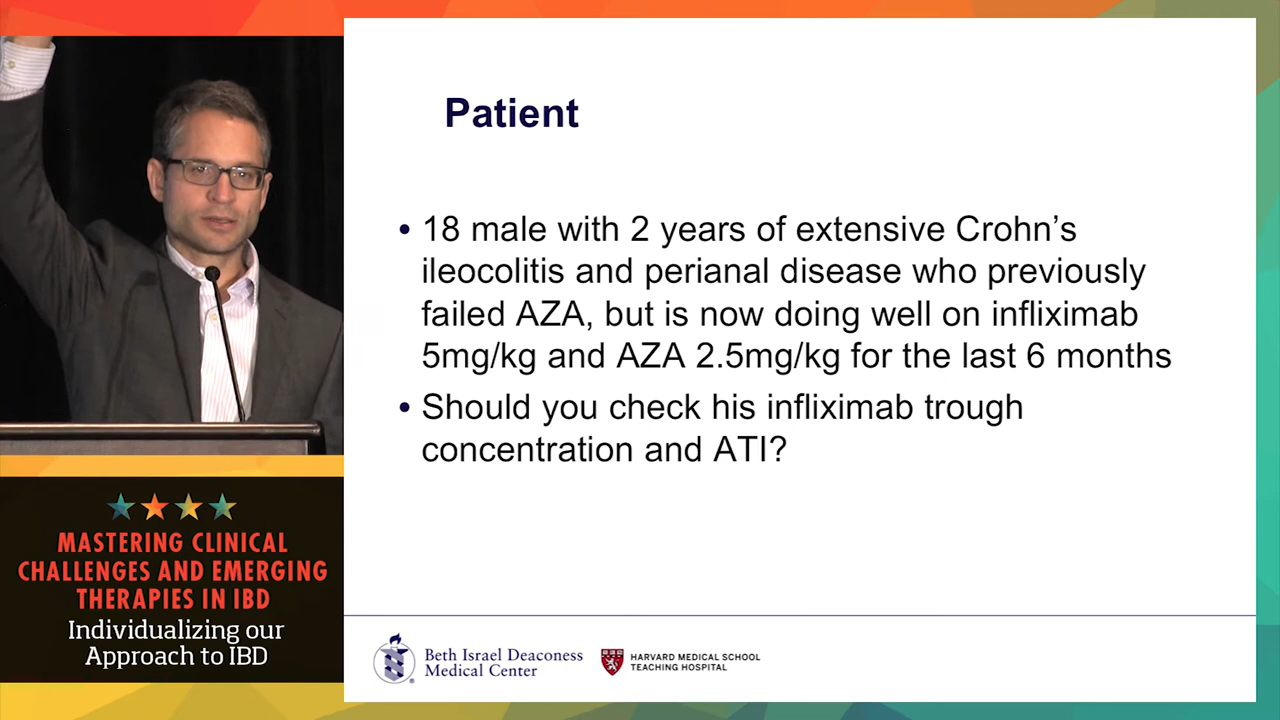 Patient
• 18 male with 2 years of extensive Crohn's
ileocolitis and perianal disease who previously
failed AZA, but is now doing well on infliximab
5mg/kg and AZA 2.5mg/kg for the last 6 months
• Should you check his infliximab trough
concentration and ATI?
MASTERING CLINICAL
CHALLENGES AND EMERGING
THERAPIES IN IBD
Individualizing our
Approach to IBD
Beth Israel Deaconess
Medical Center
HARVARD MEDICAL SCHOOL
TEACHING HOSPITAL